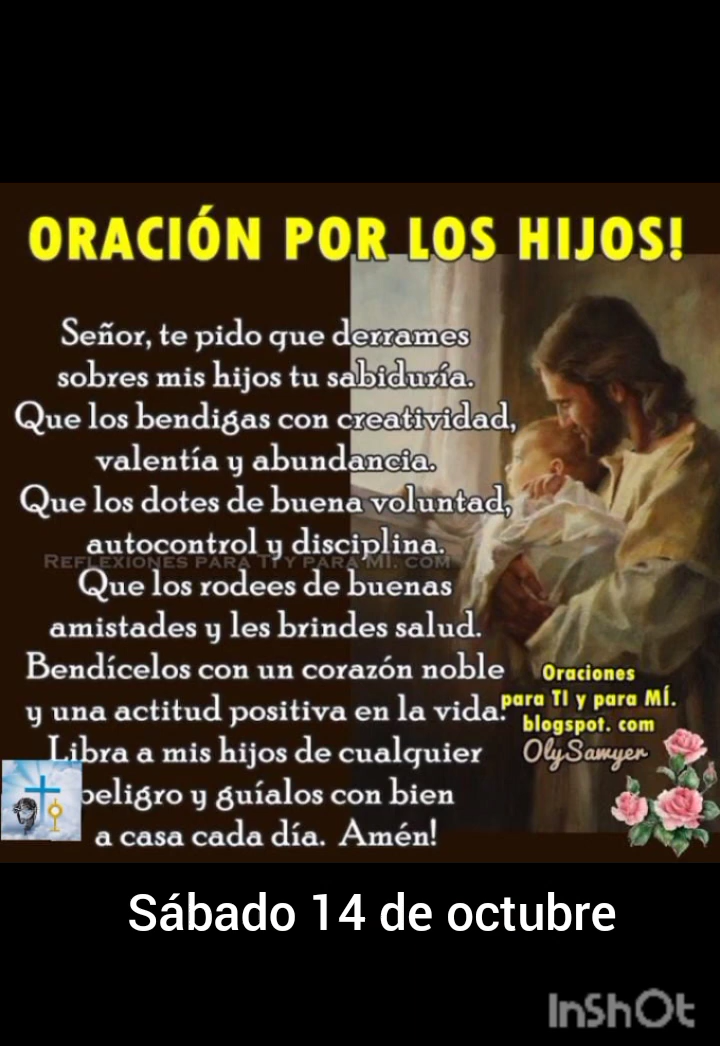 ORACIÓN POR LOS HIJOS!
Señor, te pido que derrames
sobres mis hijos tu sabiduría.
Que los bendigas con creatividad,
valentía y abundancia.
Que los dotes de buena voluntad,
autocontrol y disciplina.
REFLEXIONES PARA TI Y PARA MI. COM
Que los rodees de buenas
amistades y les brindes salud.
Bendícelos con un corazón noble
y una actitud positiva en la vida.
Libra a mis hijos de cualquier
peligro y guíalos con bien
a casa cada día. Amén!
Oraciones
para TI y para MÍ.
blogspot. com
OlySawyer
Sábado 14 de octubre
InShOt